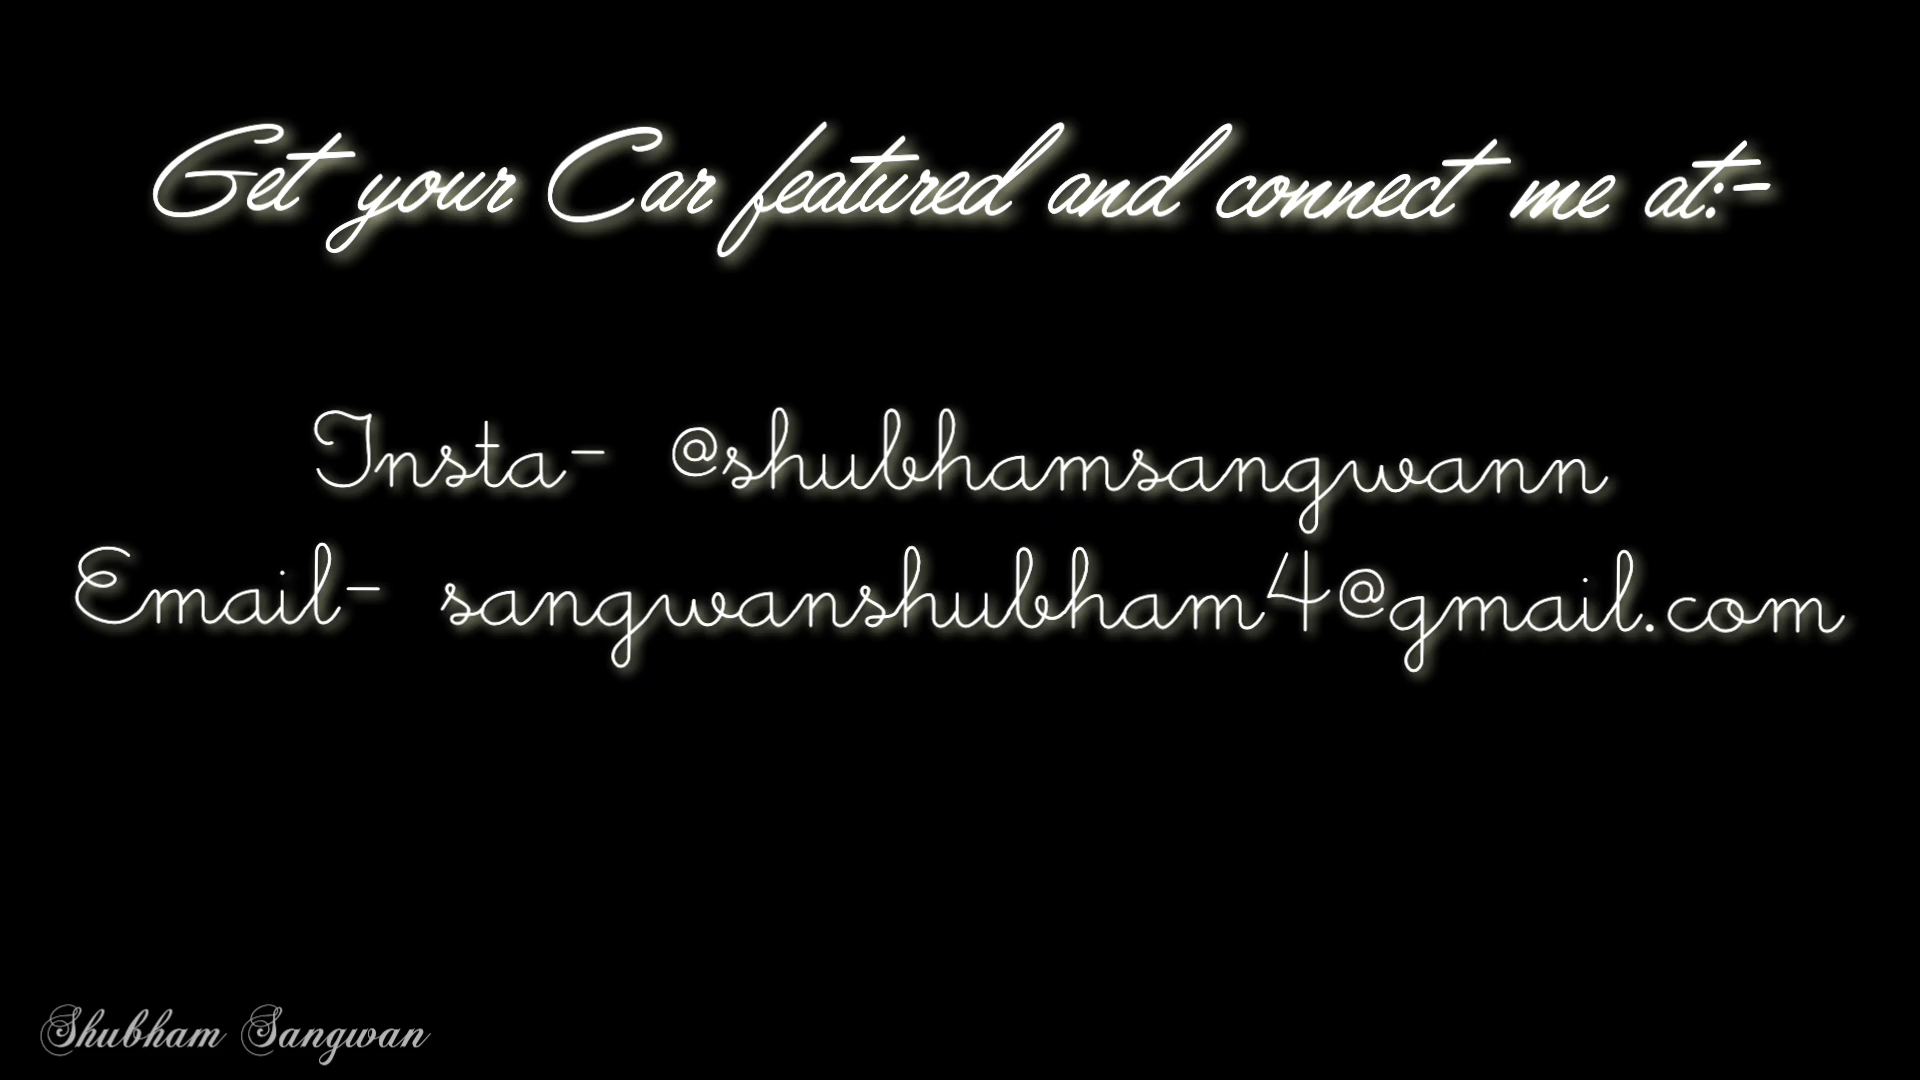 Get your Car featured and connect me at:-
Insta- @shubhamsangwann
Email- sangwanshubham4@gmail.com
Shubham Sangwan